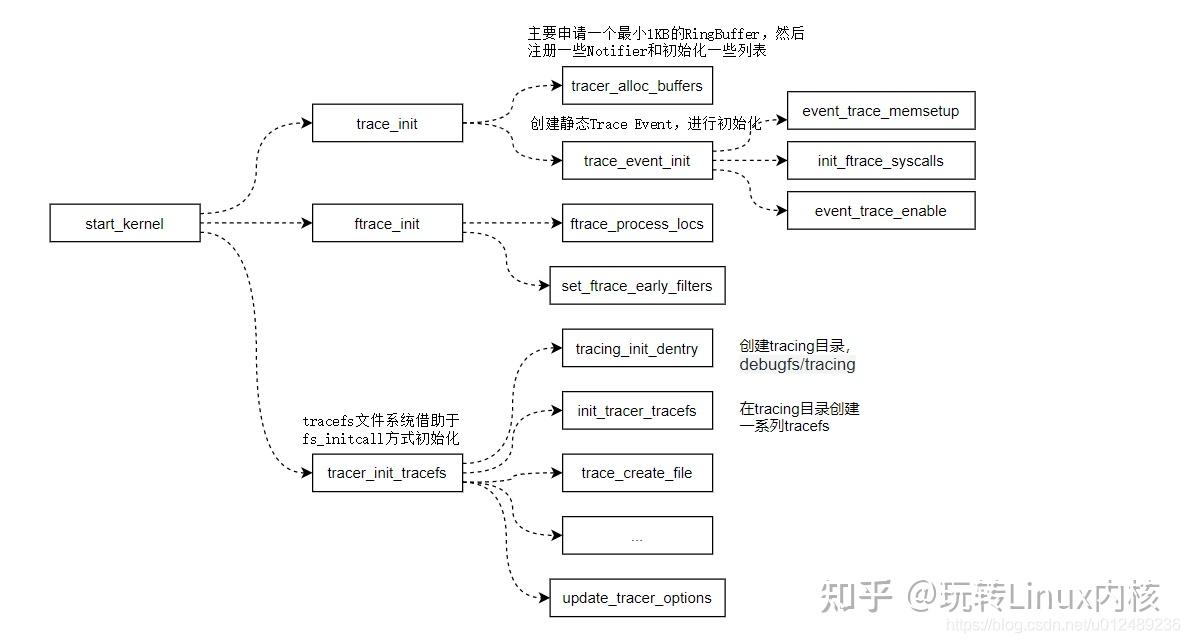 主要申请一个最小1KB的RingBuffer，然后
注册一些Notifier和初始化一些列表
tracer_alloc_buffers
event_trace_memsetup
trace_init
创建静态Trace Event，进行初始化
trace_event_init
init_ftrace_syscalls
event_trace_enable
start_kernel
ftrace_init
ftrace_process_locs
set_ftrace_early_filters
tracing_init_dentry
创建tracing目录，
debugfs/tracing
init_tracer_tracefs
在tracing目录创建
一系列tracefs
tracefs文件系统借助于
fs_initcall方式初始化
tracer_init_tracefs
trace_create_file
...
update_tracer_options
知乎 @玩转Linux内核
https://blog.csdn.net/u012489236